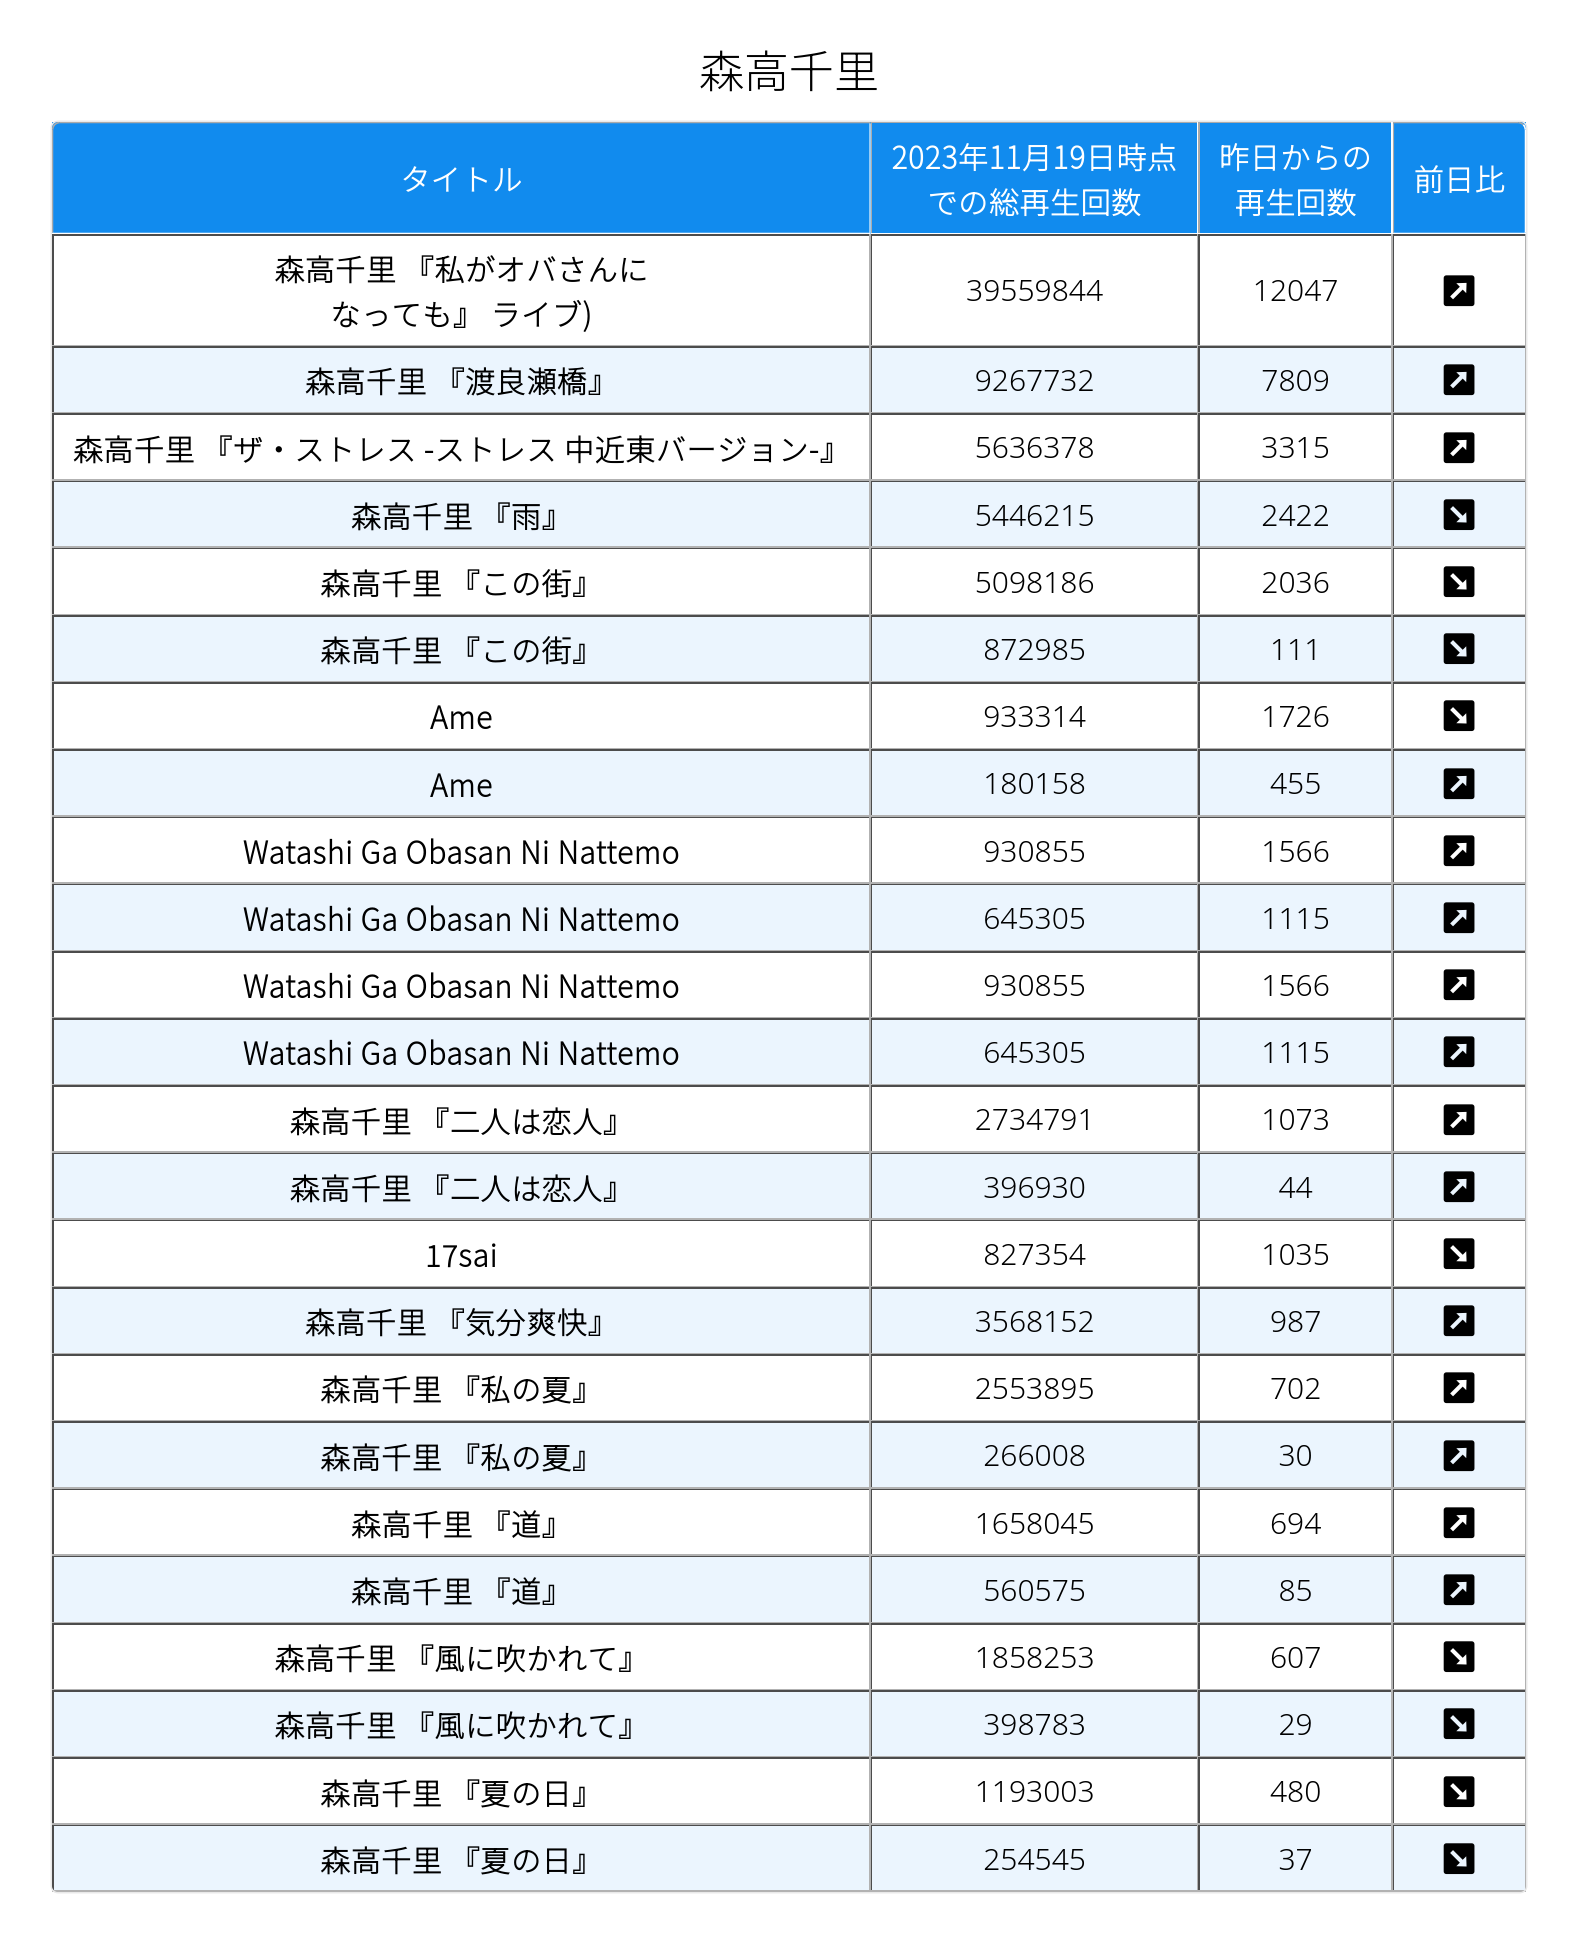 森高千里
タイトル
2023年11月19日時点
での総再生回数
昨日からの
再生回数
前日比
森高千里 『私がオバさんに
なっても』 ライブ)
39559844 12047
森高千里 『渡良瀬橋』 9267732 7809
森高千里 『ザ・ストレス -ストレス 中近東バージョン-』 5636378 3315
森高千里 『雨』 5446215 2422
森高千里 『この街』 5098186 2036
森高千里 『この街』 872985 111
Ame 933314 1726
Ame 180158 455
Watashi Ga Obasan Ni Nattemo 930855 1566
Watashi Ga Obasan Ni Nattemo 645305 1115
Watashi Ga Obasan Ni Nattemo 930855 1566
Watashi Ga Obasan Ni Nattemo 645305 1115
森高千里 『二人は恋人』 2734791 1073
森高千里 『二人は恋人』 396930 44
17sai 827354 1035
森高千里 『気分爽快』 3568152 987
森高千里 『私の夏』 2553895 702
森高千里 『私の夏』 266008 30
森高千里 『道』 1658045 694
森高千里 『道』 560575 85
森高千里 『風に吹かれて』 1858253 607
森高千里 『風に吹かれて』 398783 29
森高千里 『夏の日』 1193003 480
森高千里 『夏の日』 254545 37